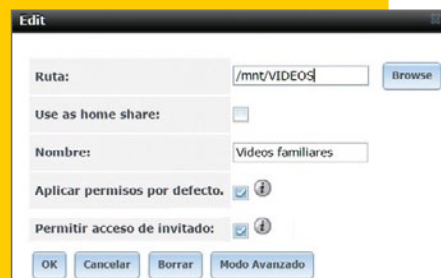 Edit
Ruta: /mnt/VIDEOS Browse
Use as home share:
Nombre: Videos familiares
Aplicar permisos por defecto.
Permitir acceso de invitado:
OK Cancelar Borrar Modo Avanzado